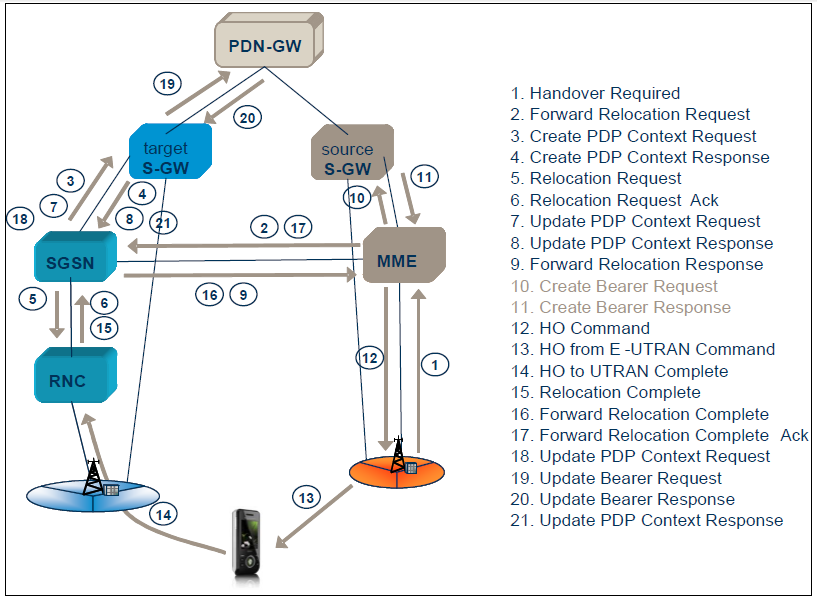 PDN-GW
19
20
target
S-GW
source
S-GW
3
4
11
18
7
8
21
10
2
17
SGSN
MME
16
9
5
6
15
12
1
RNC
13
14
1. Handover Required
2. Forward Relocation Request
3. Create PDP Context Request
4. Create PDP Context Response
5. Relocation Request
6. Relocation Request Ack
7. Update PDP Context Request
8. Update PDP Context Response
9. Forward Relocation Response
10. Create Bearer Request
11. Create Bearer Response
12. HO Command
13. HO from E -UTRAN Command
14. HO to UTRAN Complete
15. Relocation Complete
16. Forward Relocation Complete
17. Forward Relocation Complete Ack
18. Update PDP Context Request
19. Update Bearer Request
20. Update Bearer Response
21. Update PDP Context Response